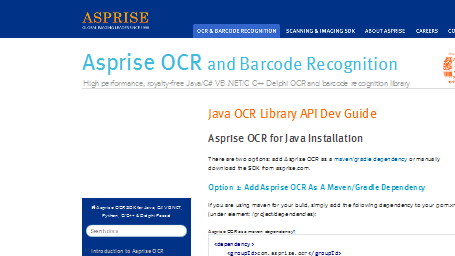 ASPRISE
GLOBAL IMAGING LEADER SINCE 1998
OCR & BARCODE RECOGNITION SCANNING & IMAGING SDK ABOUT ASPRISE CAREERS CO
Asprise OCR and Barcode Recognition
High performance, royalty-free Java/C# VB.NET/C C++ Delphi OCR and barcode recognition library
Java OCR Library API Dev Guide
Asprise OCR for Java Installation
There are two options: add Asprise OCR as a maven/gradle dependency or manually
download the SDK from asprise.com.
Option 1: Add Asprise OCR As A Maven/Gradle Dependency
If you are using maven for your build, simply add the following dependency to your pom.xml
(under element: /project/dependencies):
Asprise OCR as a maven dependency
<dependency>
<groupId>com.asprise.ocr</groupId>
Asprise OCR SDK for Java, C# VB.NET,
Python, C/C++ & Delphi Pascal
Contents
Introduction to Asprise OCR